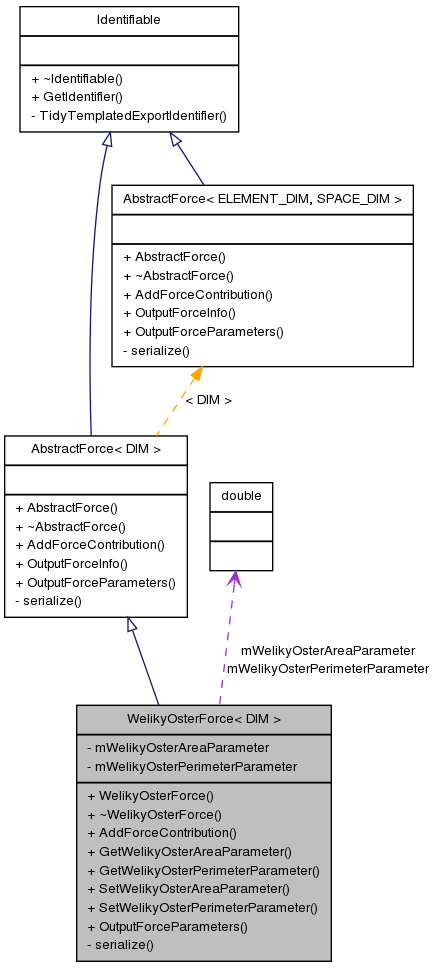 Identifiable
+ ~Identifiable()
+ GetIdentifier()
- TidyTemplatedExportIdentifier()
AbstractForce< ELEMENT_DIM, SPACE_DIM >
+ AbstractForce()
+ ~AbstractForce()
+ AddForceContribution()
+ OutputForceInfo()
+ OutputForceParameters()
- serialize()
< DIM >
AbstractForce< DIM >
+ AbstractForce()
+ ~AbstractForce()
+ AddForceContribution()
+ OutputForceInfo()
+ OutputForceParameters()
- serialize()
double
mWelikyOsterAreaParameter
mWelikyOsterPerimeterParameter
WelikyOsterForce< DIM >
- mWelikyOsterAreaParameter
- mWelikyOsterPerimeterParameter
+ WelikyOsterForce()
+ ~WelikyOsterForce()
+ AddForceContribution()
+ GetWelikyOsterAreaParameter()
+ GetWelikyOsterPerimeterParameter()
+ SetWelikyOsterAreaParameter()
+ SetWelikyOsterPerimeterParameter()
+ OutputForceParameters()
- serialize()